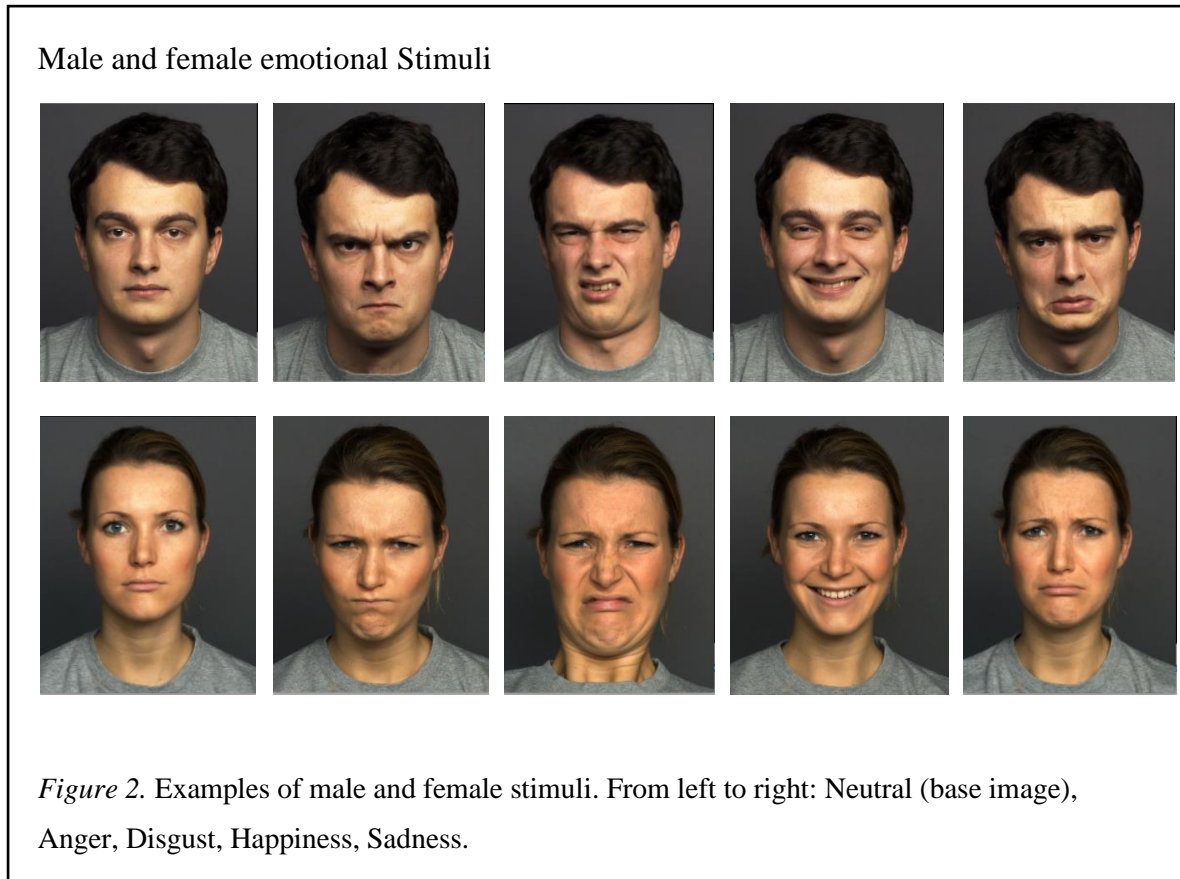 Male and female emotional Stimuli
Figure 2. Examples of male and female stimuli. From left to right: Neutral (base image),
Anger, Disgust, Happiness, Sadness.